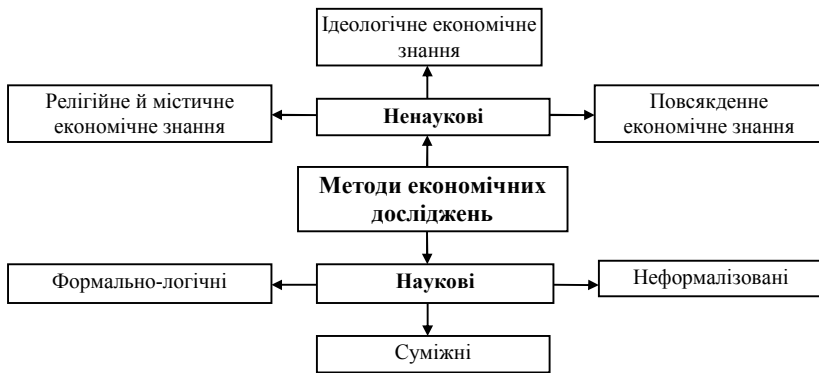 Ідеологічне економічне
знання
Релігійне й містичне
економічне знання
Ненаукові
Повсякденне
економічне знання
Методи економічних
досліджень
Формально-логічні
Наукові
Неформалізовані
Суміжні